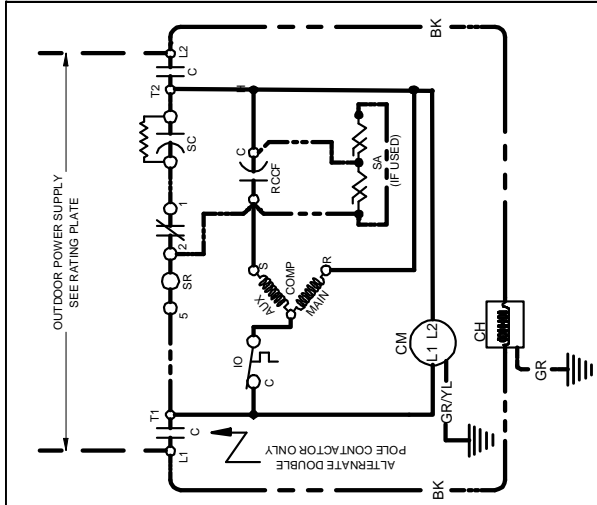 OUTDOOR POWER SUPPLY
SEE RATING PLATE
L1
C
T1
5
SR
2
1
SC
T2
C
L2
ALTERNATE DOUBLE
POLE CONTACTOR ONLY
C
IO
AUX
S
COMP
MAIN
R
RCCF
C
H
SA
(IF USED)
CM
L1 L2
GR/YL
CH
GR
BK
BK